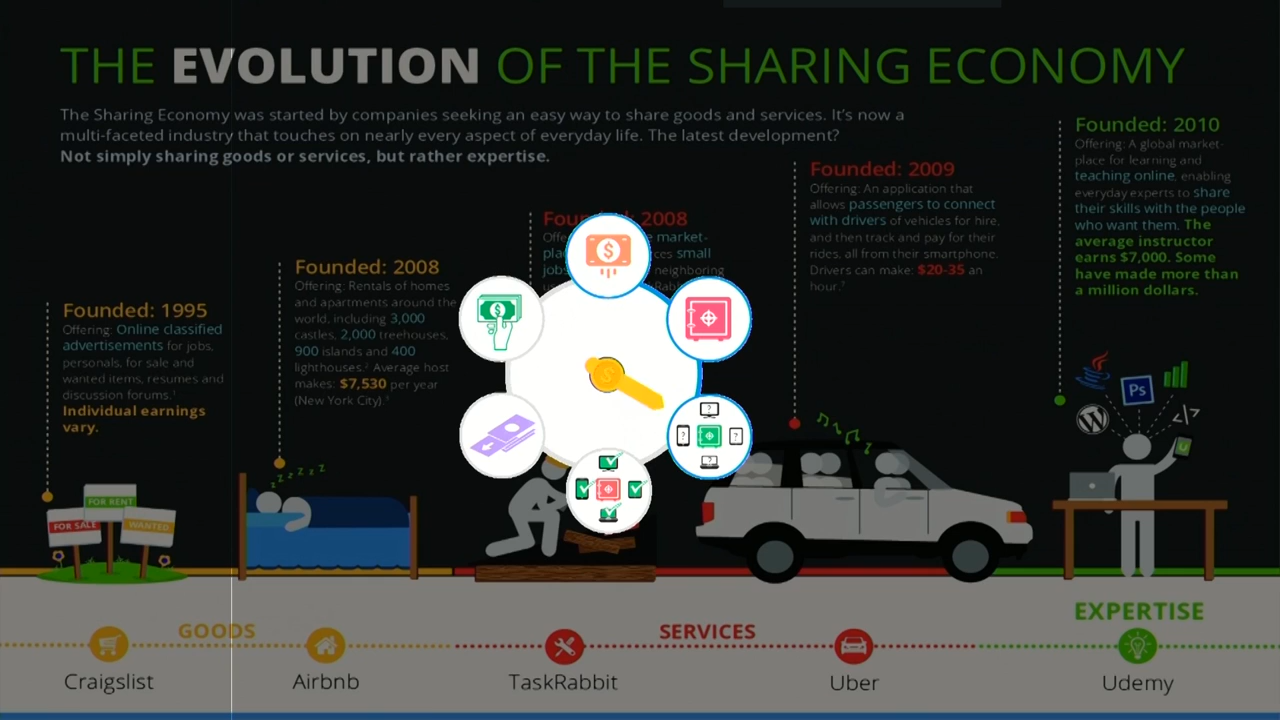 THE EVOLUTION OF THE SHARING ECONOMY
The Sharing Economy was started by companies seeking an easy way to share goods and services. It's now a
multi-faceted industry that touches on nearly every aspect of everyday life. The latest development?
Not simply sharing goods or services, but rather expertise.
Founded: 1995
Offering: Online classified
advertisements for jobs,
personals, for sale and
wanted items, resumes and
discussion forums.¹
Individual earnings
vary.
Founded: 2008
Offering: Rentals of homes
and apartments around the
world, including 3,000
castles, 2,000 treehouses,
900 islands and 400
lighthouses.² Average host
makes: $7,530 per year
(New York City).³
2008
market-
small
jobs
neighboring
Founded: 2009
Offering: An application that
allows passengers to connect
with drivers of vehicles for hire,
and then track and pay for their
rides, all from their smartphone.
Drivers can make: $20-35 an
hour.
Founded: 2010
Offering: A global market-
place for learning and
teaching online, enabling
everyday experts to share
their skills with the people
who want them. The
average instructor
earns $7,000. Some
have made more than
a million dollars.
FOR RENT
FOR SALE
WANTED
z z z z z z
Ps
</>
$
$
$
? ? ? ?
GOODS
SERVICES
EXPERTISE
Craigslist
Airbnb
TaskRabbit
Uber
Udemy